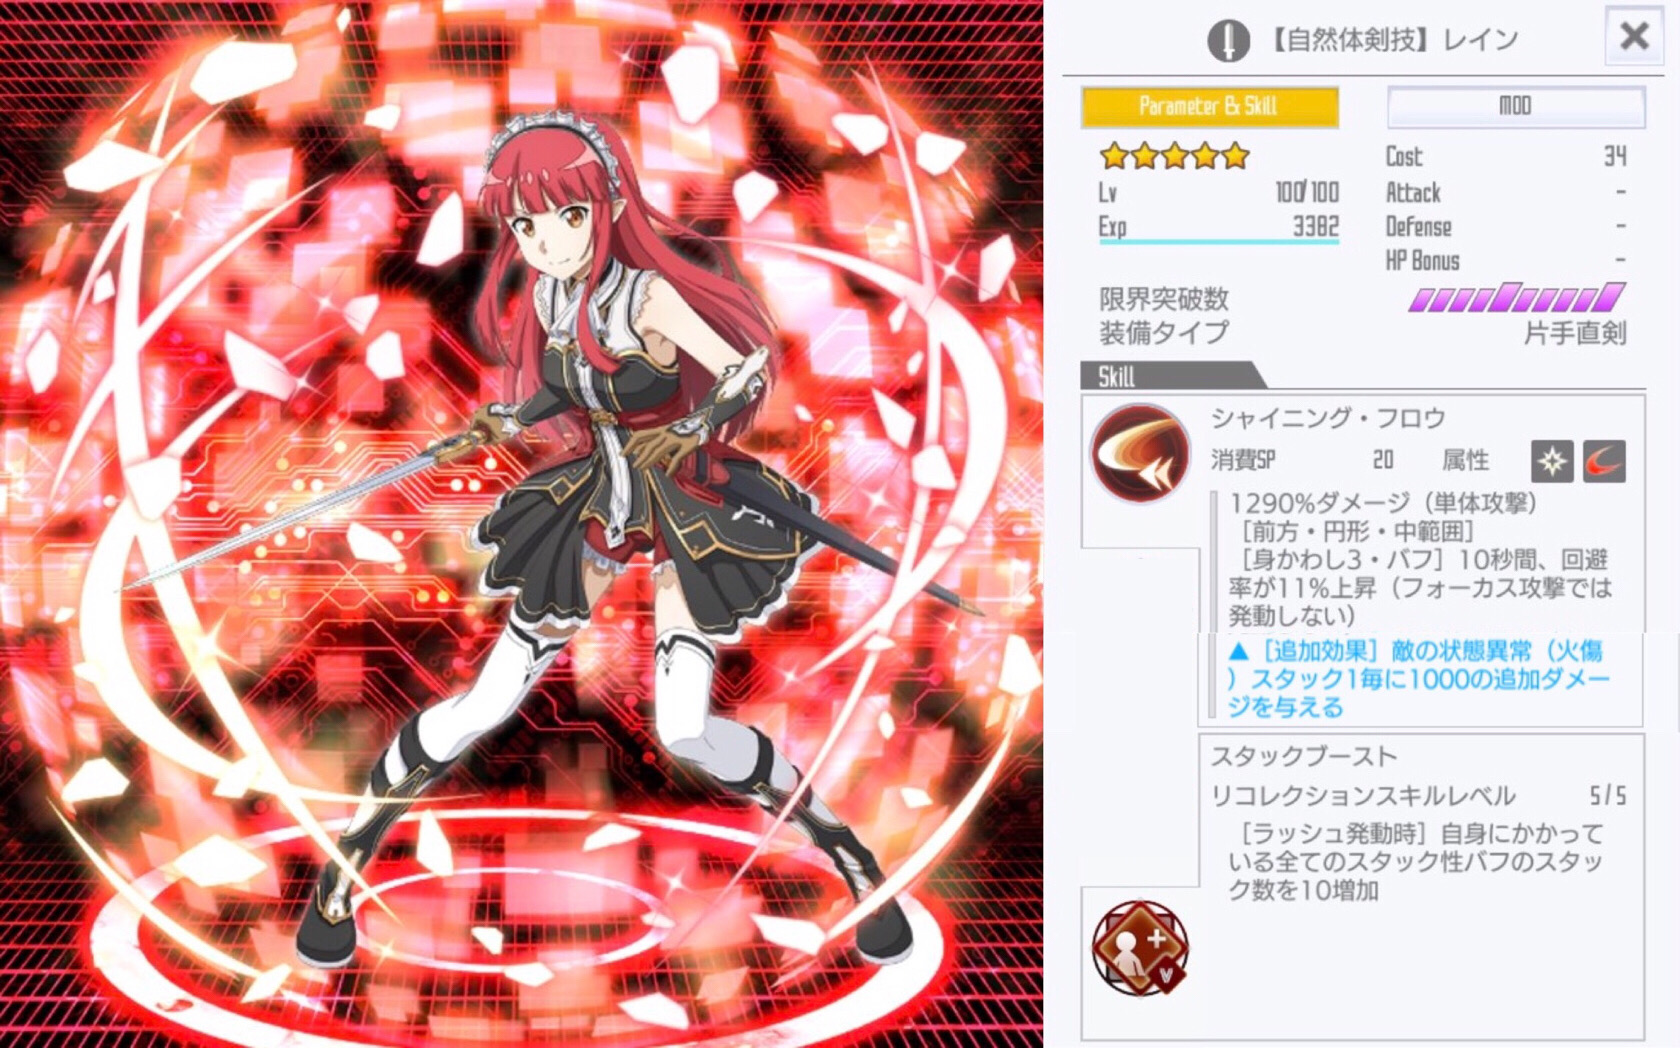 【自然体剣技】レイン
Parameter & Skill
MOD
Cost 34
Lv 100/100
Attack -
Exp 3382
Defense -
HP Bonus -
限界突破数
装備タイプ 片手直剣
Skill
シャイニング・フロウ
消費SP 20 属性
1290%ダメージ（単体攻撃）
［前方・円形・中範囲］
［身かわし3・バフ］10秒間、回避
率が11%上昇（フォーカス攻撃では
発動しない）
▲［追加効果］敵の状態異常（火傷
）スタック1毎に1000の追加ダメー
ジを与える
スタックブースト
リコレクションスキルレベル 5/5
［ラッシュ発動時］自身にかかって
いる全てのスタック性バフのスタッ
ク数を10増加
V